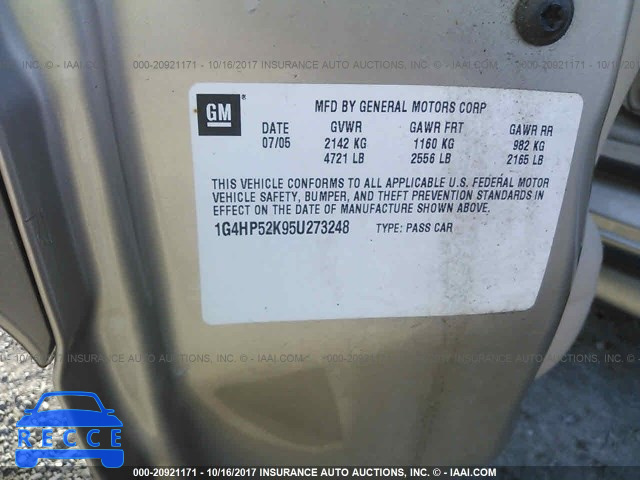 000-20921171 - 10/16/2017 INSURANCE AUTO AUCTIONS, INC. - IAAI.COM
GM
MFD BY GENERAL MOTORS CORP
DATE GVWR GAWR FRT GAWR RR
07/05 2142 KG 1160 KG 982 KG
4721 LB 2556 LB 2165 LB
THIS VEHICLE CONFORMS TO ALL APPLICABLE U.S. FEDERAL MOTOR
VEHICLE SAFETY, BUMPER, AND THEFT PREVENTION STANDARDS IN
EFFECT ON THE DATE OF MANUFACTURE SHOWN ABOVE.
1G4HP52K95U273248 TYPE: PASS CAR
RECCE
000-20921171 - 10/16/2017 INSURANCE AUTO AUCTIONS, INC. - IAAI.COM